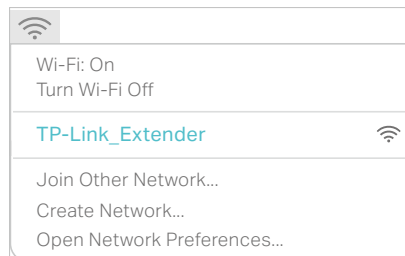 Wi-Fi: On
Turn Wi-Fi Off
TP-Link_Extender
Join Other Network...
Create Network...
Open Network Preferences...